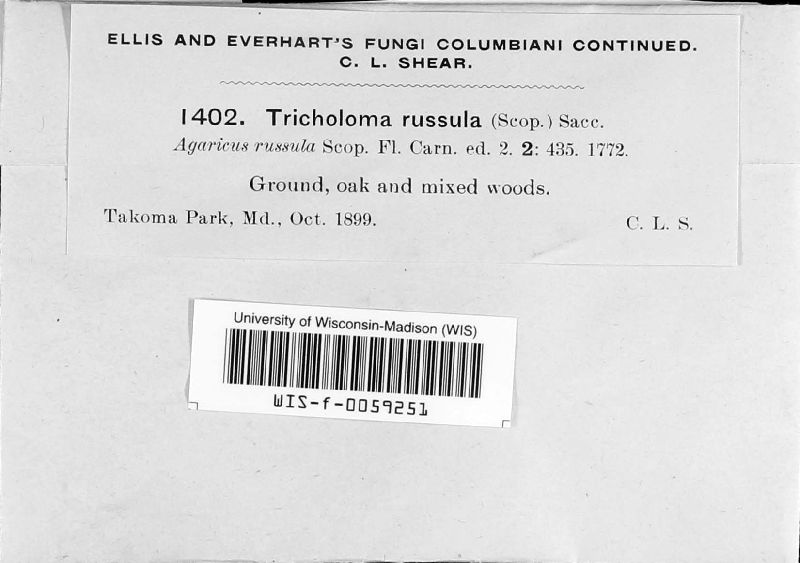 ELLIS AND EVERHART'S FUNGI COLUMBIANI CONTINUED.
C. L. SHEAR.
1402. Tricholoma russula (Scop.) Sacc.
Agaricus russula Scop. Fl. Carn. ed. 2. 2: 435. 1772.
Ground, oak and mixed woods.
Takoma Park, Md., Oct. 1899. C. L. S.
University of Wisconsin-Madison (WIS)
WIS-f-0059251